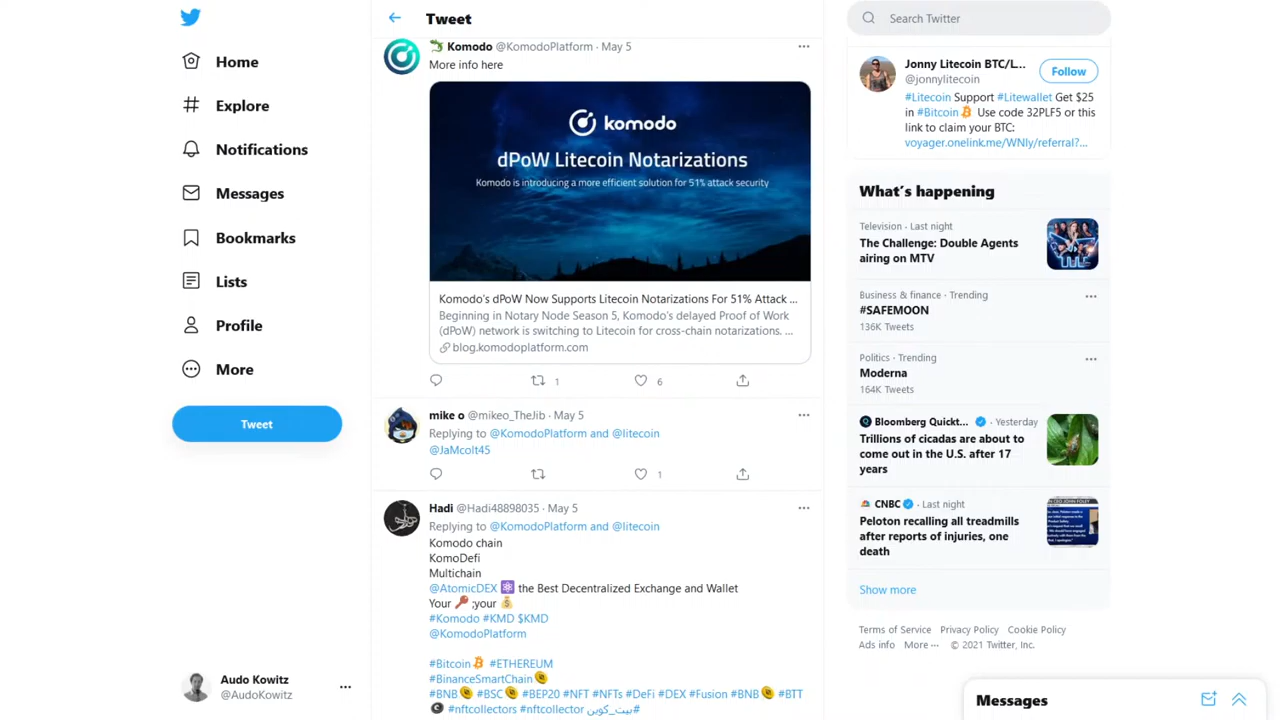 Home
Explore
Notifications
Messages
Bookmarks
Lists
Profile
More
Tweet
Audo Kowitz
@AudoKowitz
Tweet
Komodo @KomodoPlatform · May 5
More info here
komodo
dPoW Litecoin Notarizations
Komodo is introducing a more efficient solution for 51% attack security
Komodo's dPoW Now Supports Litecoin Notarizations For 51% Attack ...
Beginning in Notary Node Season 5, Komodo's delayed Proof of Work
(dPoW) network is switching to Litecoin for cross-chain notarizations. ...
blog.komodoplatform.com
1 6
mike o @mikeo_TheJib · May 5
Replying to @KomodoPlatform and @litecoin
@JaMcolt45
1
Hadi @Hadi48898035 · May 5
Replying to @KomodoPlatform and @litecoin
Komodo chain
KomoDefi
Multichain
@AtomicDEX ⚛️ the Best Decentralized Exchange and Wallet
Your 🔑 ;your 💰
#Komodo #KMD $KMD
@KomodoPlatform
#Bitcoin #ETHEREUM
#BinanceSmartChain
#BNB #BSC #BEP20 #NFT #NFTs #DeFi #DEX #Fusion #BNB #BTT
#nftcollectors #nftcollector #بيت_كوين
Search Twitter
Jonny Litecoin BTC/L...
@jonnylitecoin
Follow
#Litecoin Support #Litewallet Get $25
in #Bitcoin Use code 32PLF5 or this
link to claim your BTC:
voyager.onelink.me/WNly/referral?...
What's happening
Television · Last night
The Challenge: Double Agents
airing on MTV
Business & finance · Trending
#SAFEMOON
136K Tweets
Politics · Trending
Moderna
164K Tweets
Bloomberg Quickt... · Yesterday
Trillions of cicadas are about to
come out in the U.S. after 17
years
CNBC · Last night
Peloton recalling all treadmills
after reports of injuries, one
death
Show more
Terms of Service Privacy Policy Cookie Policy
Ads info More ··· © 2021 Twitter, Inc.
Messages